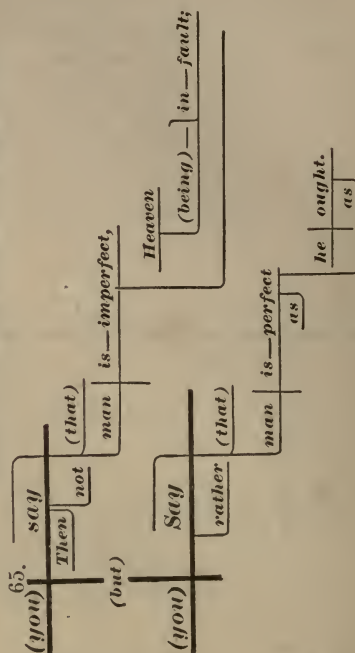 65.
(you) say
Then not
(that)
man is—imperfect,
Heaven
(being)—in—fault;
(but)
(you) Say
rather (that)
man is—perfect
as
he ought.
as